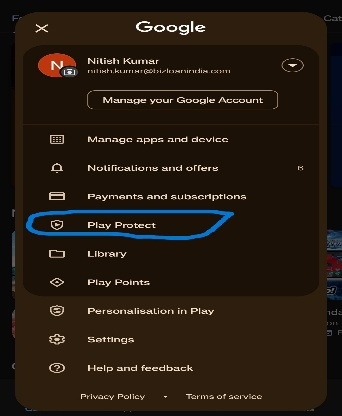 Google
N
Nitish Kumar
nitish.kumar@bizloanindia.com
Manage your Google Account
Manage apps and device
Notifications and offers
Payments and subscriptions
Play Protect
Library
Play Points
Personalisation in Play
Settings
Help and feedback
Privacy Policy • Terms of service